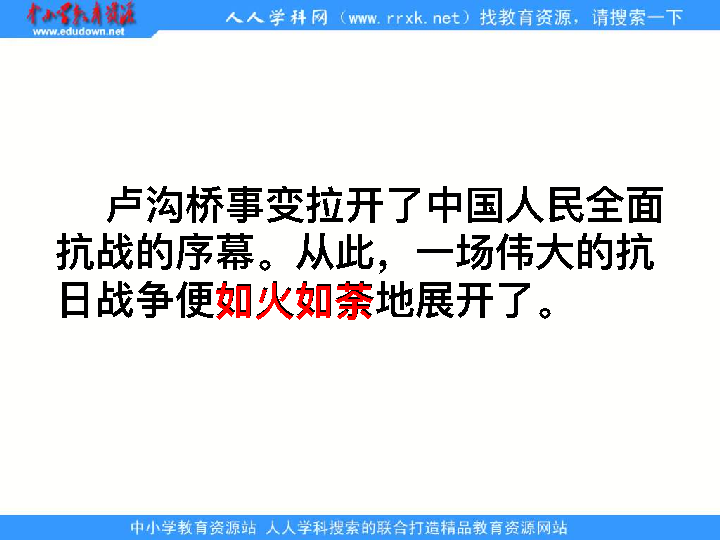 中小学教育资源
www.edudown.net
人人学科网（www.rrxk.net）找教育资源，请搜索一下
卢沟桥事变拉开了中国人民全面
抗战的序幕。从此，一场伟大的抗
日战争便如火如荼地展开了。
中小学教育资源站 人人学科搜索的联合打造精品教育资源网站